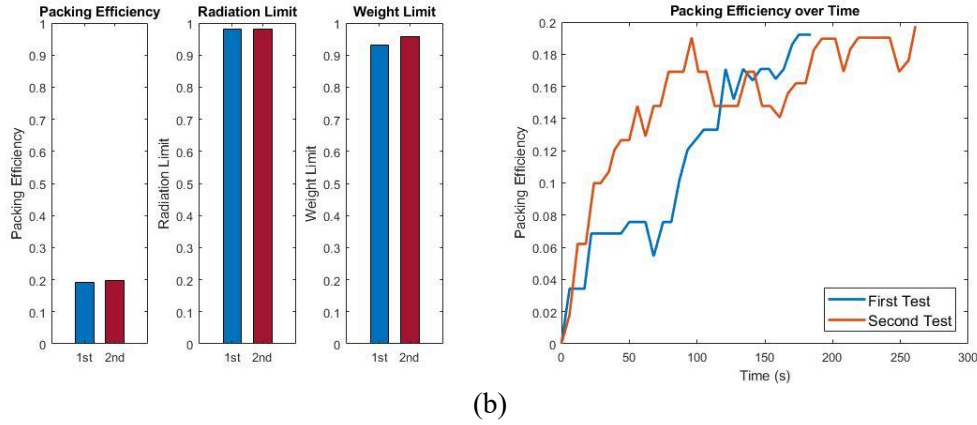 Packing Efficiency
Packing Efficiency
1
0.9
0.8
0.7
0.6
0.5
0.4
0.3
0.2
0.1
0
1st 2nd
Radiation Limit
Radiation Limit
1
0.9
0.8
0.7
0.6
0.5
0.4
0.3
0.2
0.1
0
1st 2nd
Weight Limit
Weight Limit
1
0.9
0.8
0.7
0.6
0.5
0.4
0.3
0.2
0.1
0
1st 2nd
Packing Efficiency over Time
Packing Efficiency
0.2
0.18
0.16
0.14
0.12
0.1
0.08
0.06
0.04
0.02
0
First Test
Second Test
0 50 100 150 200 250 300
Time (s)
(b)